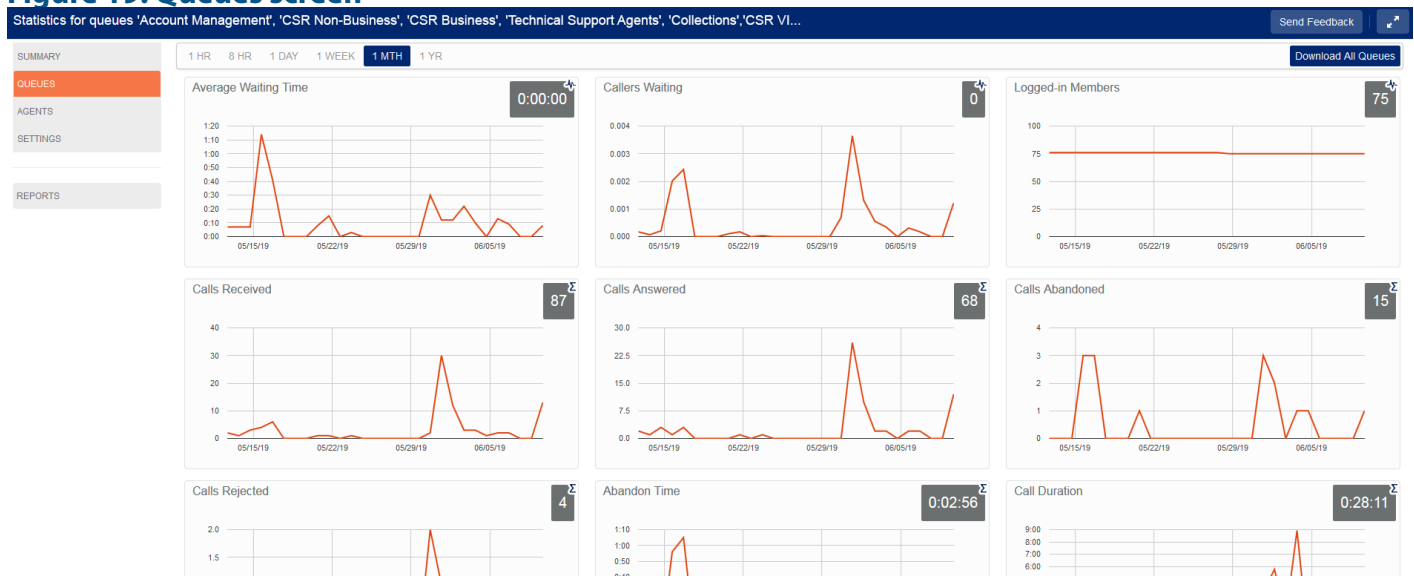 Figure 19: Queues screen
Statistics for queues 'Account Management', 'CSR Non-Business', 'CSR Business', 'Technical Support Agents', 'Collections','CSR VI...
Send Feedback
SUMMARY
QUEUES
AGENTS
SETTINGS
REPORTS
1 HR 8 HR 1 DAY 1 WEEK 1 MTH 1 YR
Download All Queues
Average Waiting Time
0:00:00
1:20
1:10
1:00
0:50
0:40
0:30
0:20
0:10
0:00
05/15/19 05/22/19 05/29/19 06/05/19
Callers Waiting
0
0.004
0.003
0.002
0.001
0.000
05/15/19 05/22/19 05/29/19 06/05/19
Logged-in Members
75
100
75
50
25
0
05/15/19 05/22/19 05/29/19 06/05/19
Calls Received
Σ
87
40
30
20
10
0
05/15/19 05/22/19 05/29/19 06/05/19
Calls Answered
Σ
68
30.0
22.5
15.0
7.5
0.0
05/15/19 05/22/19 05/29/19 06/05/19
Calls Abandoned
Σ
15
4
3
2
1
0
05/15/19 05/22/19 05/29/19 06/05/19
Calls Rejected
Σ
4
2.0
1.5
Abandon Time
Σ
0:02:56
1:10
1:00
0:50
Call Duration
Σ
0:28:11
9:00
8:00
7:00
6:00